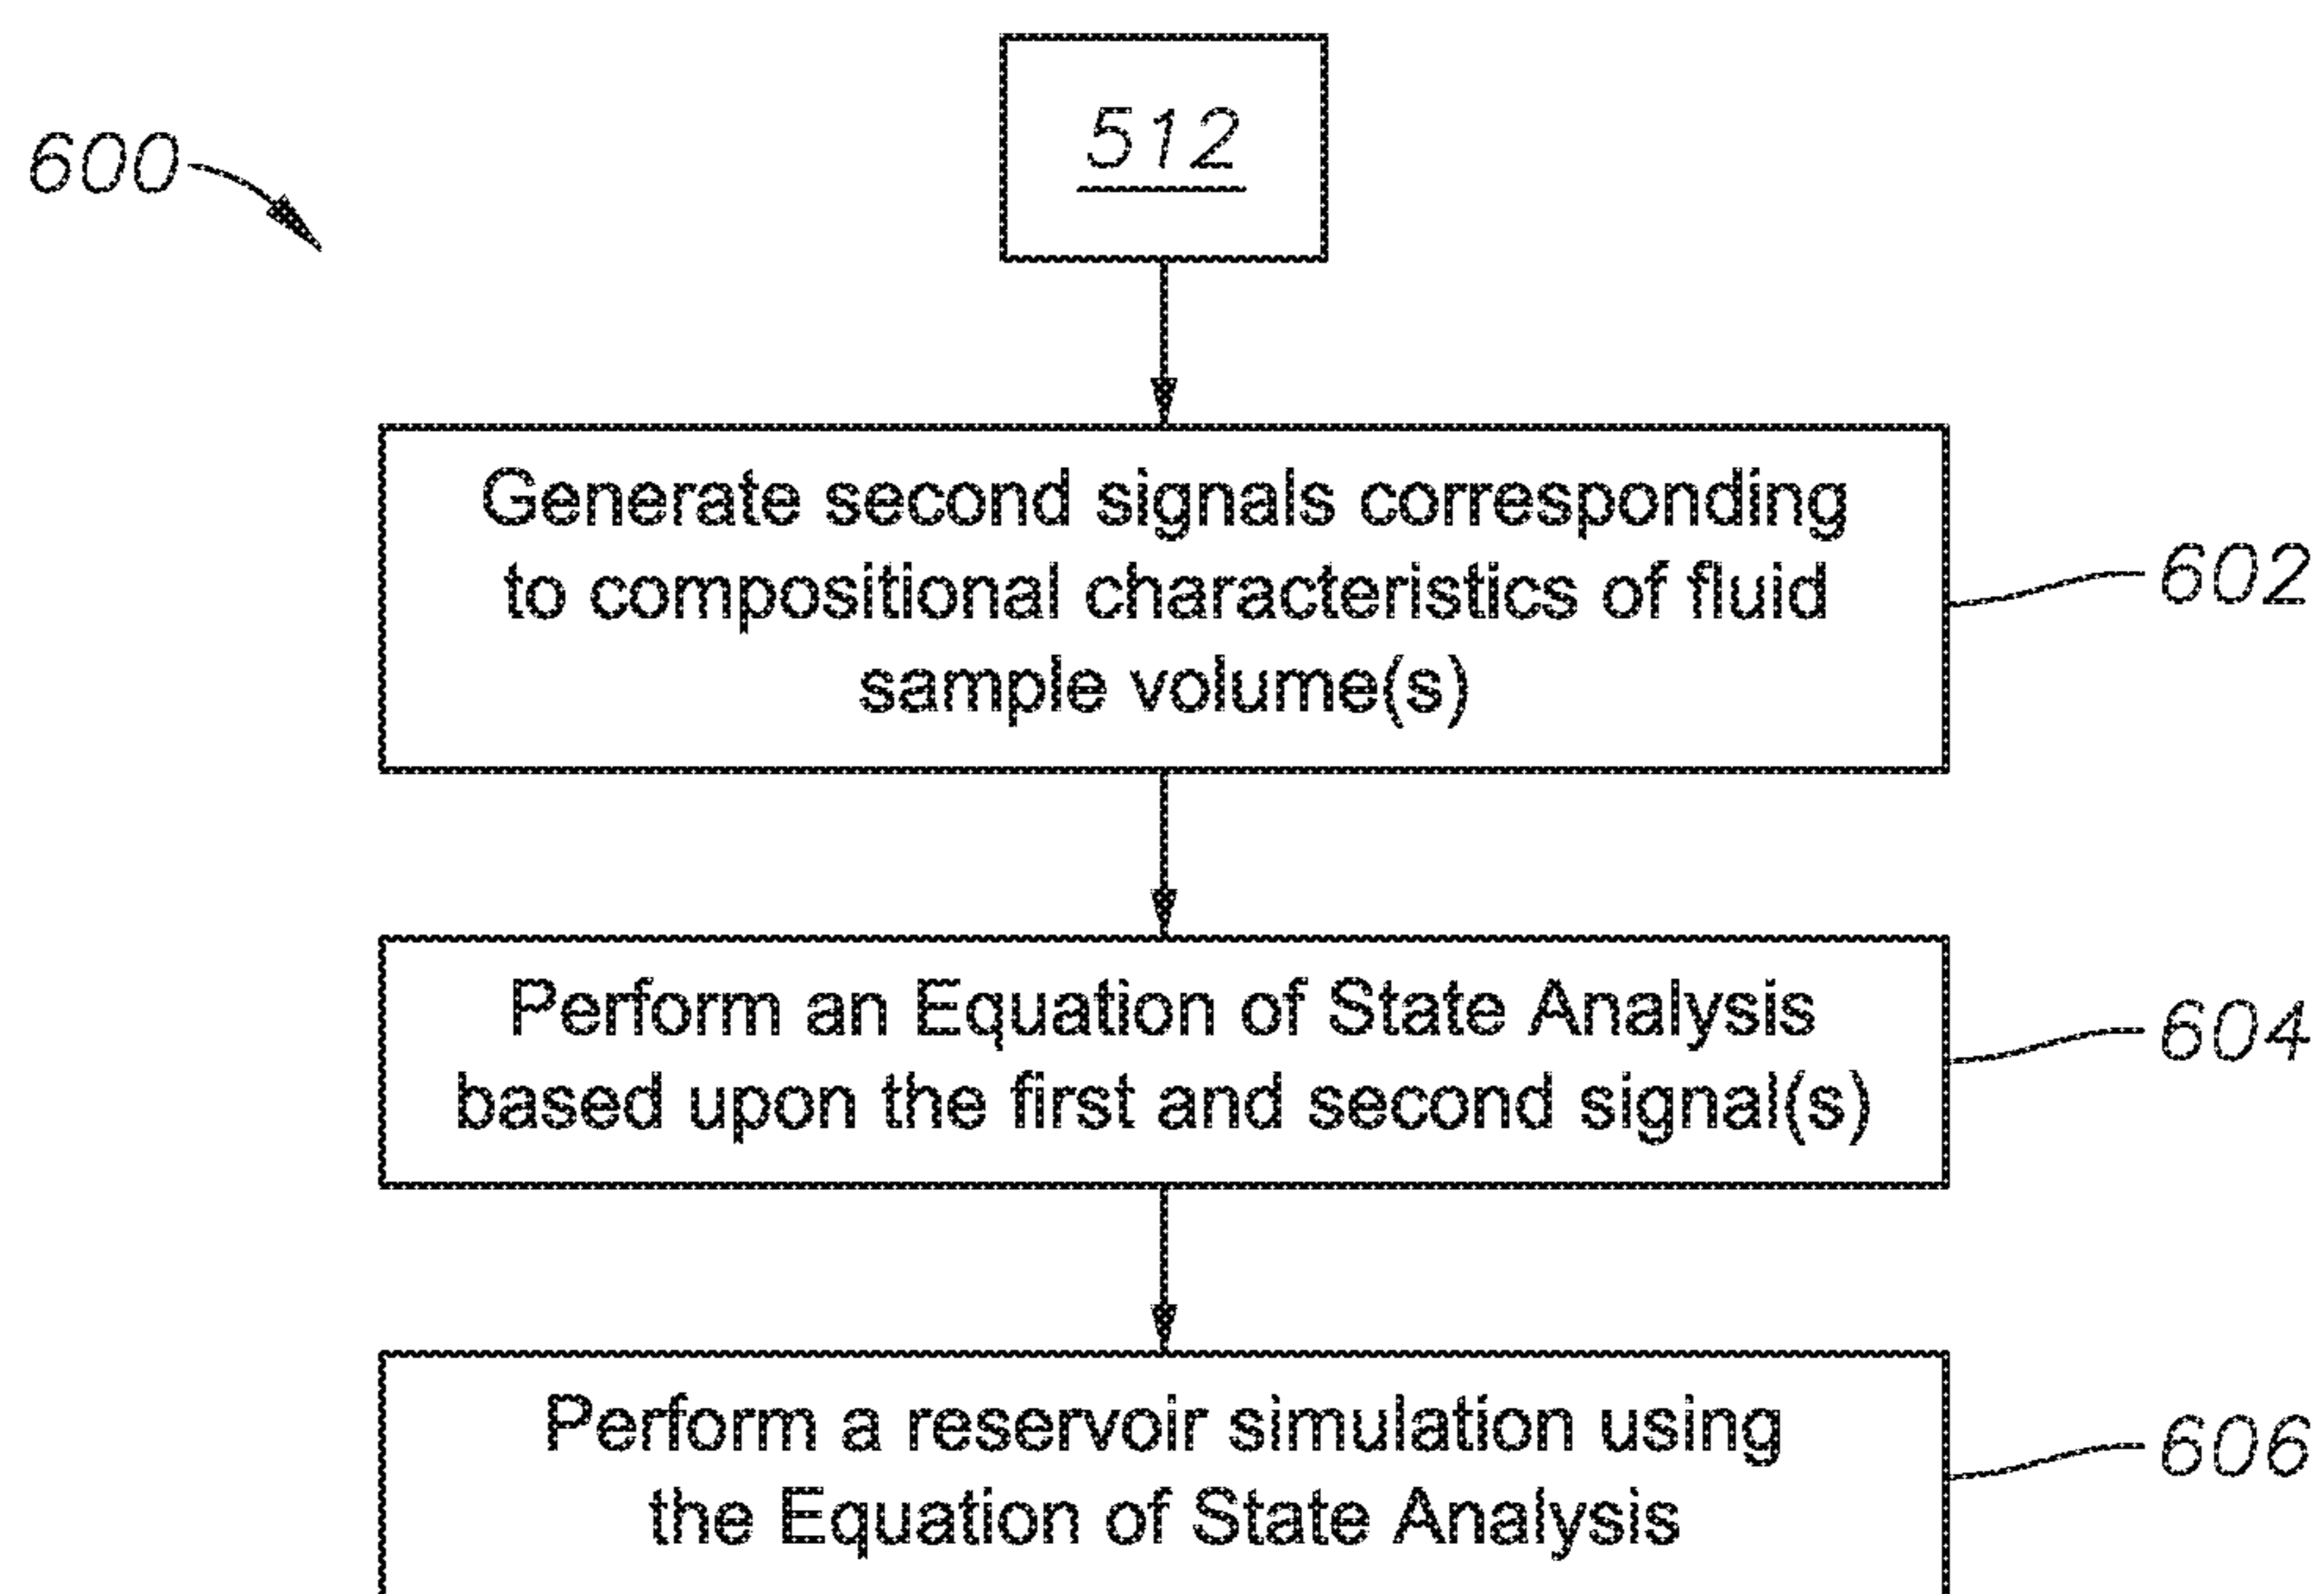 512
600
Generate second signals corresponding
to compositional characteristics of fluid
sample volume(s)
602
Perform an Equation of State Analysis
based upon the first and second signal(s)
604
Perform a reservoir simulation using
the Equation of State Analysis
606